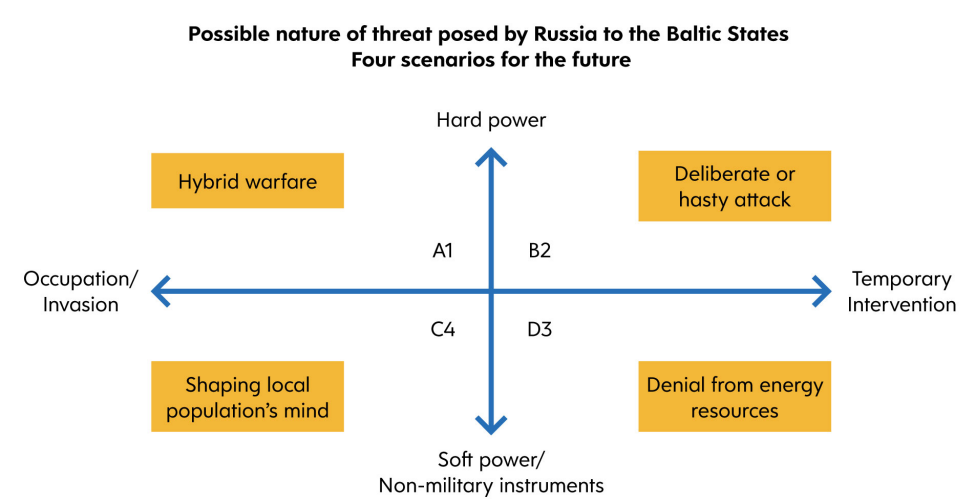 Possible nature of threat posed by Russia to the Baltic States
Four scenarios for the future
Hard power
Hybrid warfare
Deliberate or
hasty attack
A1
B2
Occupation/
Invasion
Temporary
Intervention
C4
D3
Shaping local
population's mind
Denial from energy
resources
Soft power/
Non-military instruments